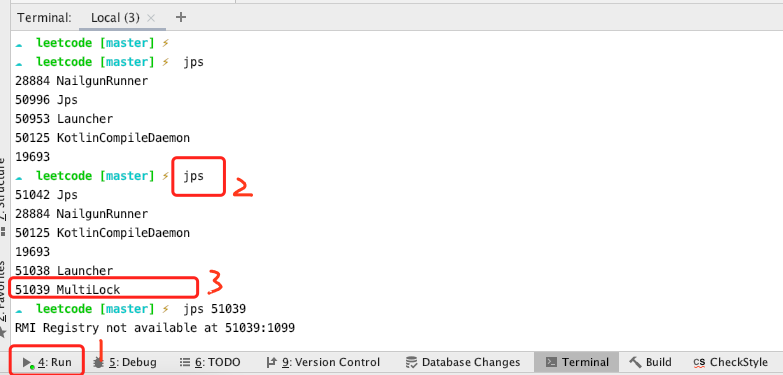 Terminal: Local (3) × +
leetcode [master] ⚡
leetcode [master] ⚡ jps
28884 NailgunRunner
50996 Jps
50953 Launcher
50125 KotlinCompileDaemon
19693
leetcode [master] ⚡ jps
2
51042 Jps
28884 NailgunRunner
50125 KotlinCompileDaemon
19693
51038 Launcher
3
51039 MultiLock
leetcode [master] ⚡ jps 51039
RMI Registry not available at 51039:1099
1
4: Run 5: Debug 6: TODO 9: Version Control Database Changes Terminal Build CS CheckStyle
Z: Structure
2: Favorites